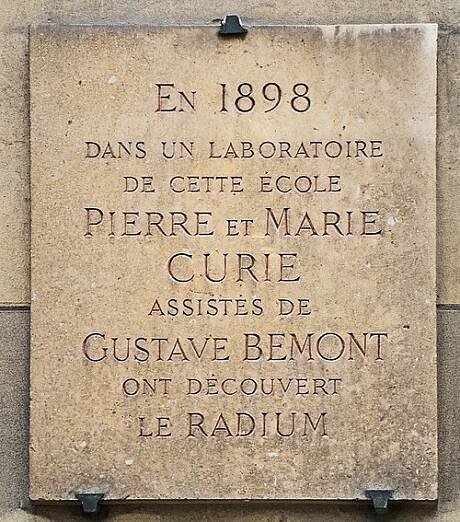 EN 1898
DANS UN LABORATOIRE
DE CETTE ÉCOLE
PIERRE ET MARIE
CURIE
ASSISTÉS DE
GUSTAVE BEMONT
ONT DÉCOUVERT
LE RADIUM